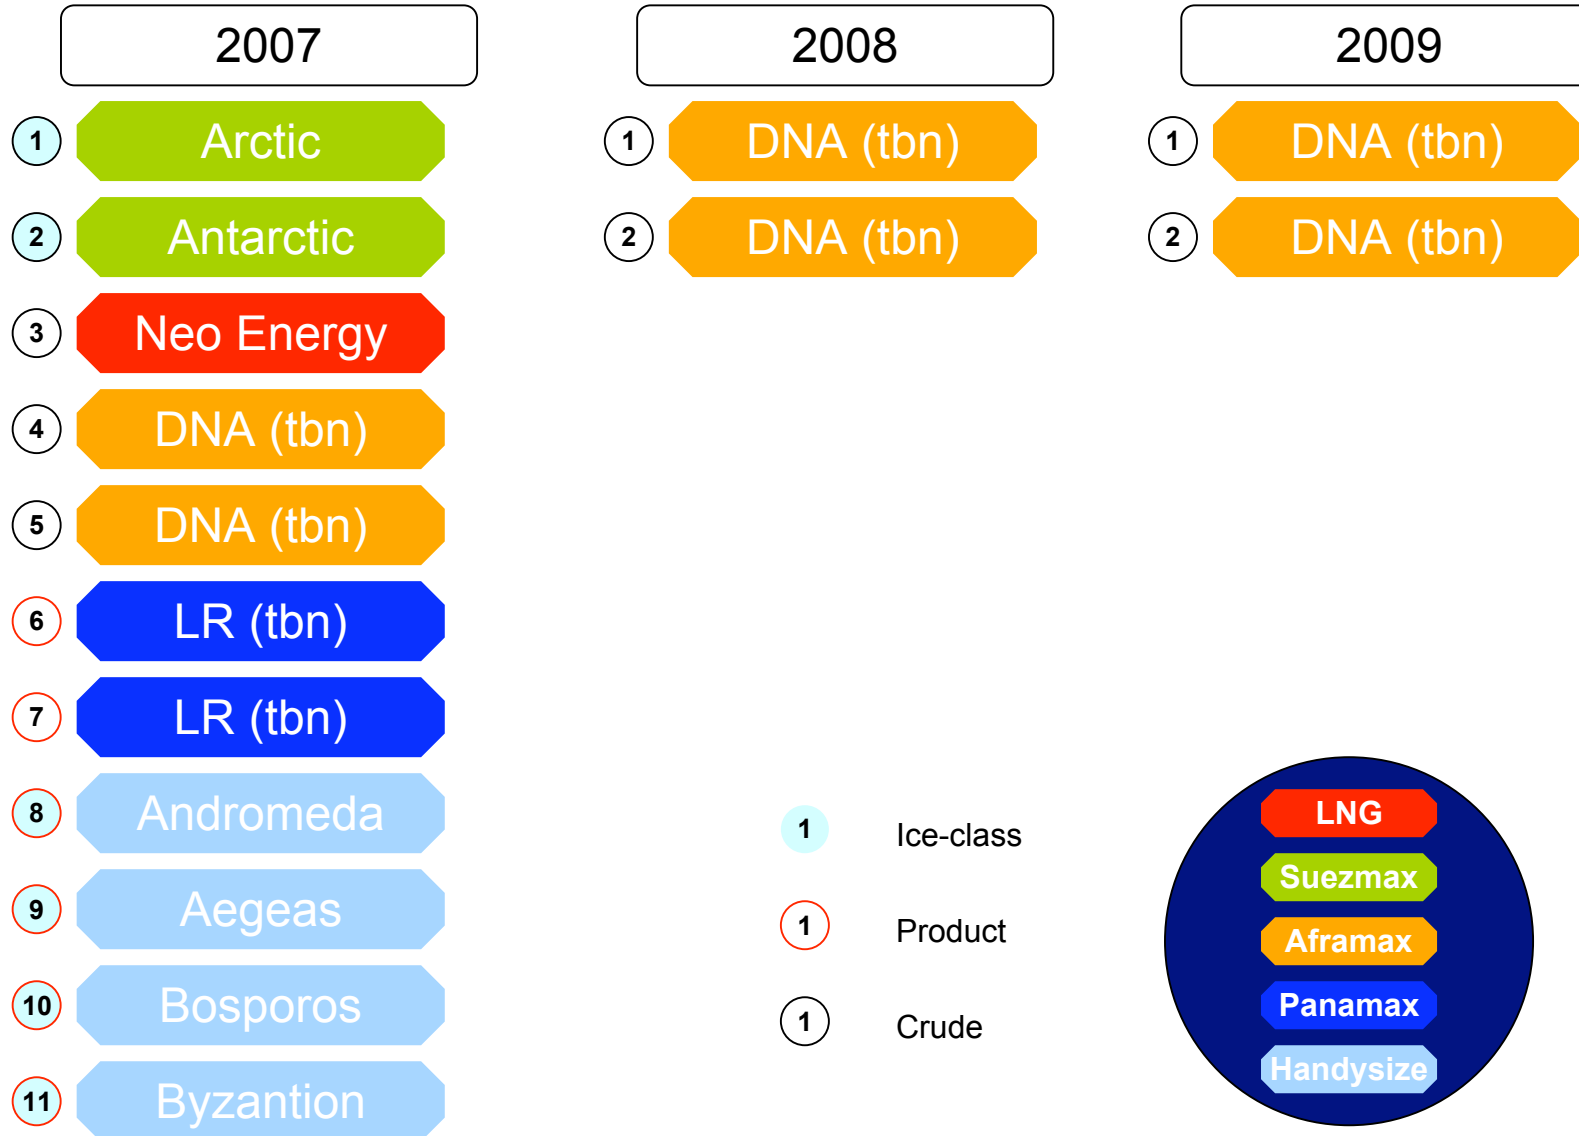 2007
1 Arctic
2 Antarctic
3 Neo Energy
4 DNA (tbn)
5 DNA (tbn)
6 LR (tbn)
7 LR (tbn)
8 Andromeda
9 Aegeas
10 Bosporos
11 Byzantion
2008
1 DNA (tbn)
2 DNA (tbn)
2009
1 DNA (tbn)
2 DNA (tbn)
1 Ice-class
1 Product
1 Crude
LNG
Suezmax
Aframax
Panamax
Handysize